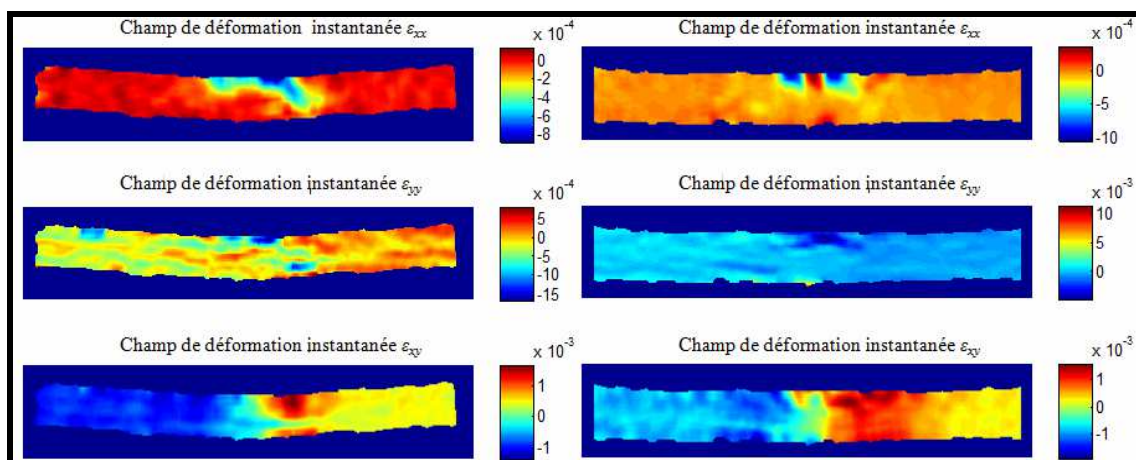 Champ de déformation instantanée εxx
x 10-4
0
-2
-4
-6
-8
Champ de déformation instantanée εxx
x 10-4
0
-5
-10
Champ de déformation instantanée εyy
x 10-4
5
0
-5
-10
-15
Champ de déformation instantanée εyy
x 10-3
10
5
0
Champ de déformation instantanée εxy
x 10-3
1
0
-1
Champ de déformation instantanée εxy
x 10-3
1
0
-1